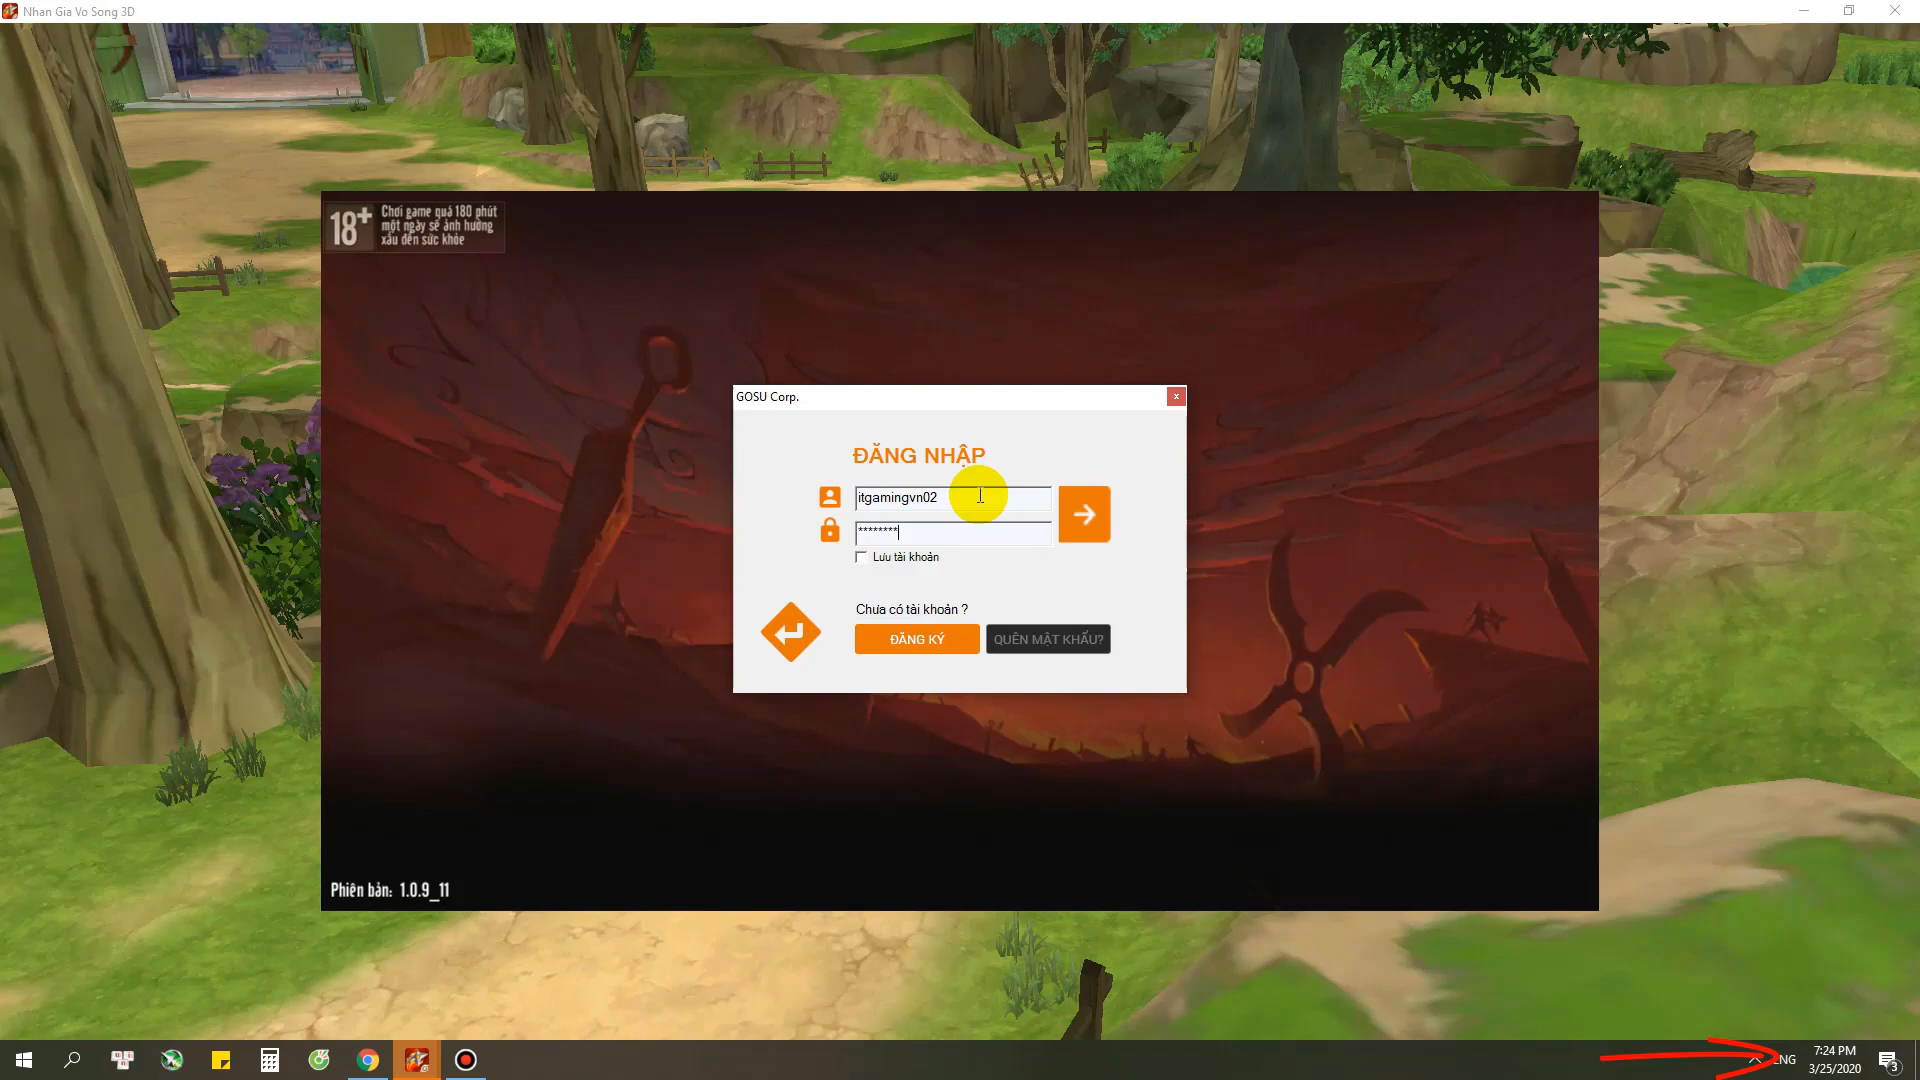 Nhan Gia Vo Song 3D
18+
Chơi game quá 180 phút
một ngày sẽ ảnh hưởng
xấu đến sức khỏe
GOSU Corp.
ĐĂNG NHẬP
itgamingvn02
********
Lưu tài khoản
Chưa có tài khoản ?
ĐĂNG KÝ
QUÊN MẬT KHẨU?
Phiên bản: 1.0.9_11
ENG
7:24 PM
3/25/2020
3